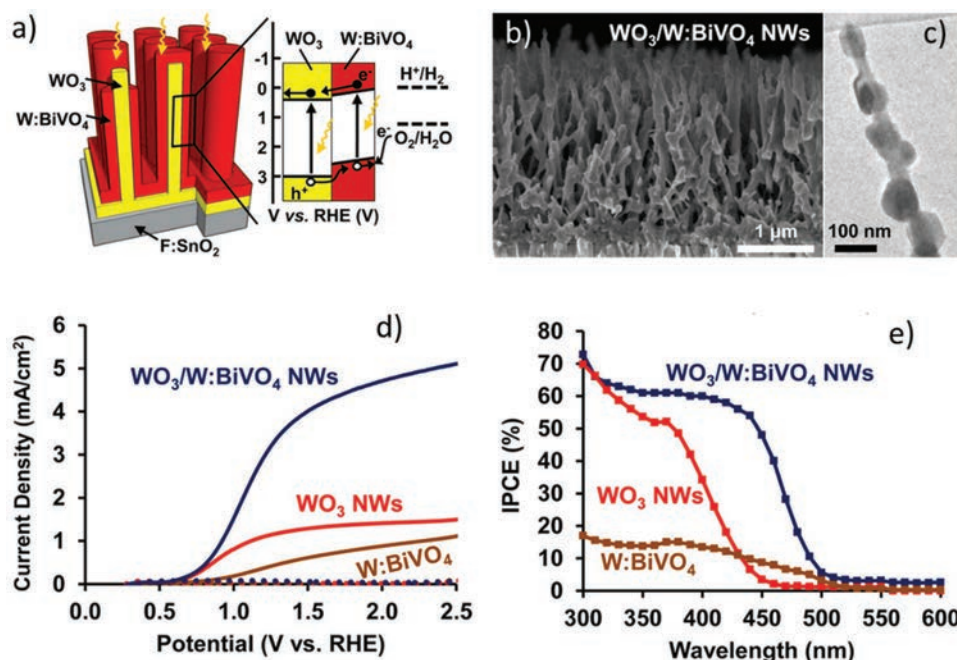 a)
WO3
W:BiVO4
F:SnO2
WO3 W:BiVO4
-1
0
1
2
3
V vs. RHE (V)
e-
H+/H2
e-
O2/H2O
h+
b) WO3/W:BiVO4 NWs
1 μm
c)
100 nm
d)
Current Density (mA/cm2)
6
5
4
3
2
1
0
WO3/W:BiVO4 NWs
WO3 NWs
W:BiVO4
0.0 0.5 1.0 1.5 2.0 2.5
Potential (V vs. RHE)
e)
IPCE (%)
80
70
60
50
40
30
20
10
0
WO3/W:BiVO4 NWs
WO3 NWs
W:BiVO4
300 350 400 450 500 550 600
Wavelength (nm)